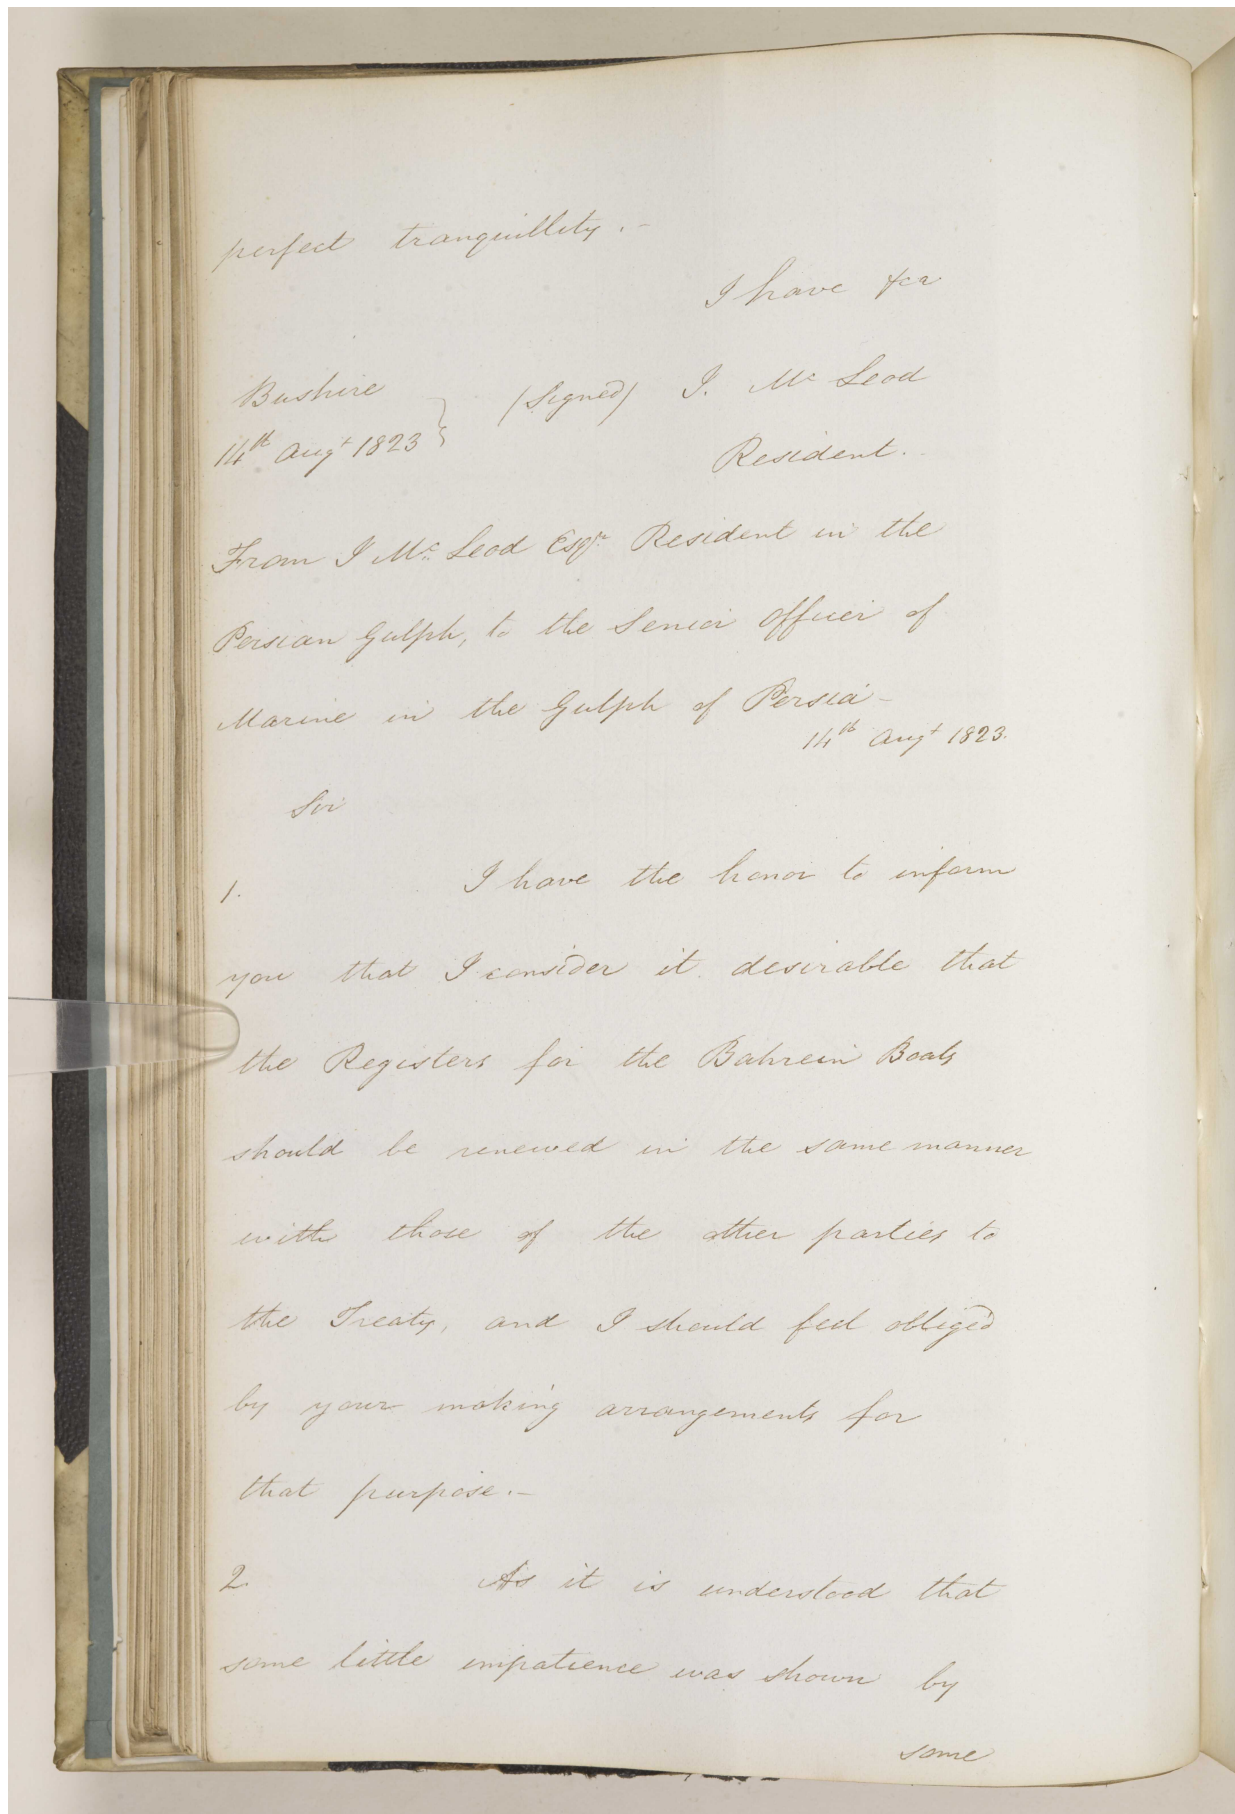 perfect tranquillity. -
I have &ca
Bushire (Signed) J. Mc Leod
14th Augt 1823 Resident.
From J Mc Leod Esqr. Resident in the
Persian Gulph, to the Senior Officer of
Marine in the Gulph of Persia -
14th Augt 1823.
Sir
1. I have the honor to inform
you that I consider it desirable that
the Registers for the Bahrein Boats
should be renewed in the same manner
with those of the other parties to
the Treaty, and I should feel obliged
by your making arrangements for
that purpose. -
2. As it is understood that
some little impatience was shown by
some